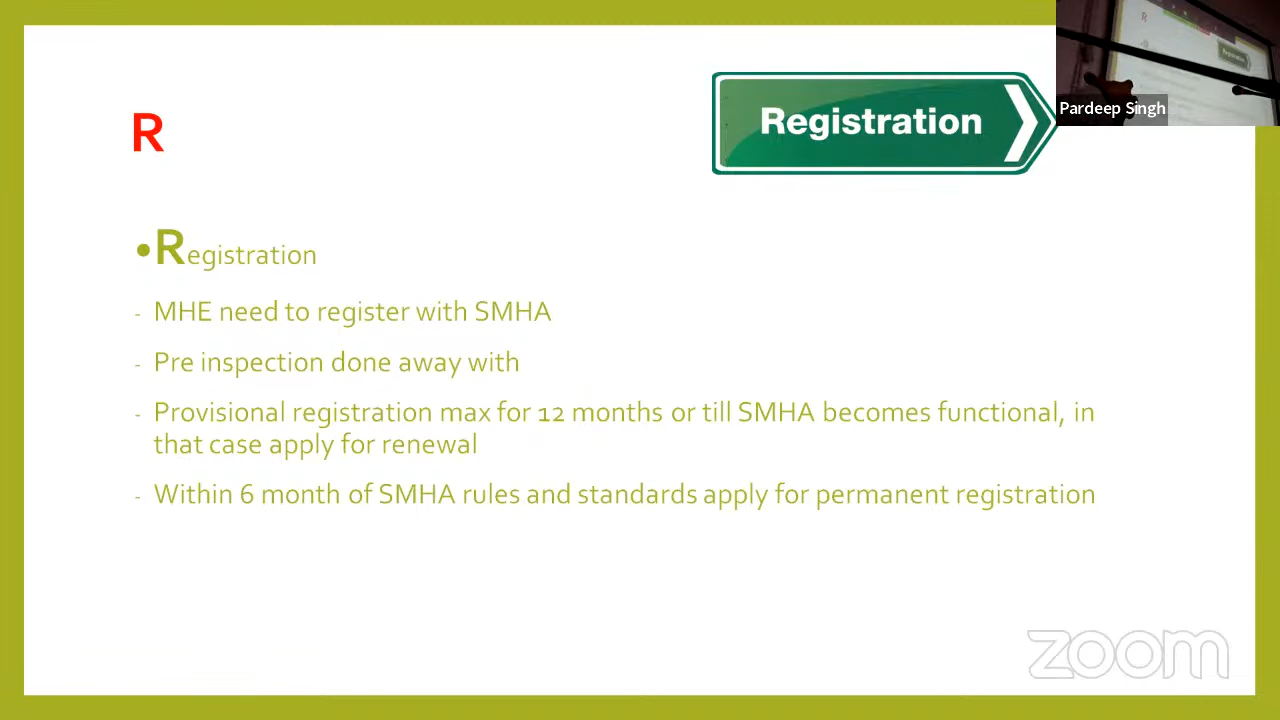 R
Registration
Pardeep Singh
•Registration
- MHE need to register with SMHA
- Pre inspection done away with
- Provisional registration max for 12 months or till SMHA becomes functional, in
that case apply for renewal
- Within 6 month of SMHA rules and standards apply for permanent registration
zoom
R
Registration